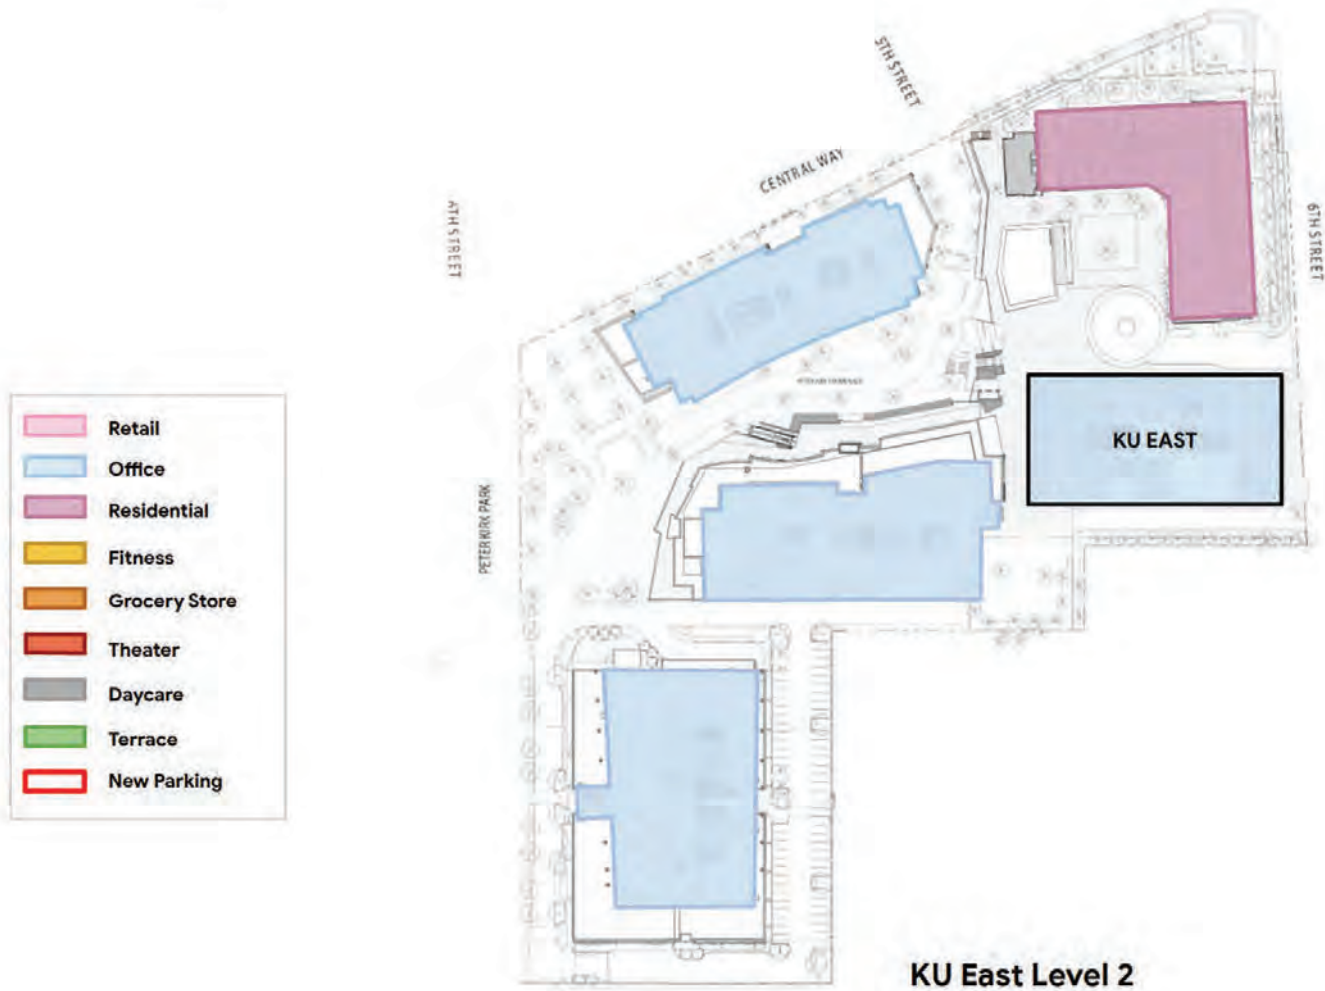 5TH STREET
CENTRAL WAY
4TH STREET
6TH STREET
Retail
Office
Residential
Fitness
Grocery Store
Theater
Daycare
Terrace
New Parking
KU EAST
PETER KIRK PARK
KU East Level 2